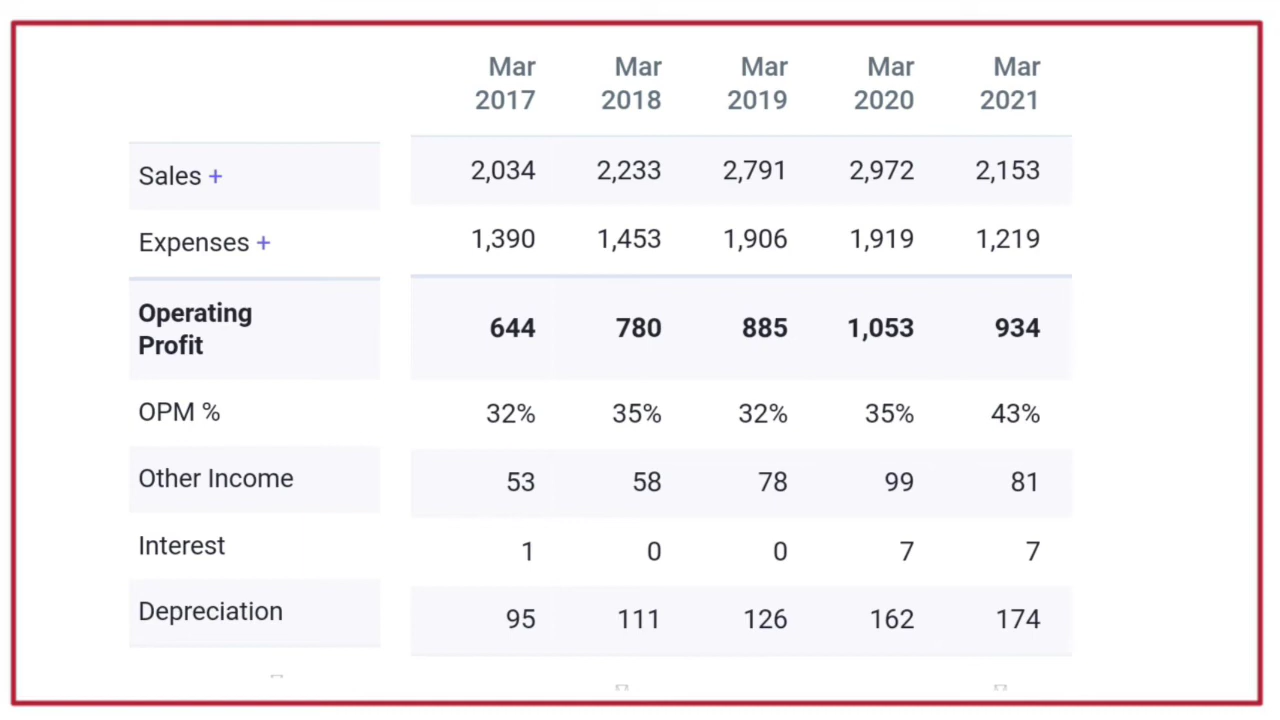 Mar 2017 Mar 2018 Mar 2019 Mar 2020 Mar 2021
Sales + 2,034 2,233 2,791 2,972 2,153
Expenses + 1,390 1,453 1,906 1,919 1,219
Operating Profit 644 780 885 1,053 934
OPM % 32% 35% 32% 35% 43%
Other Income 53 58 78 99 81
Interest 1 0 0 7 7
Depreciation 95 111 126 162 174